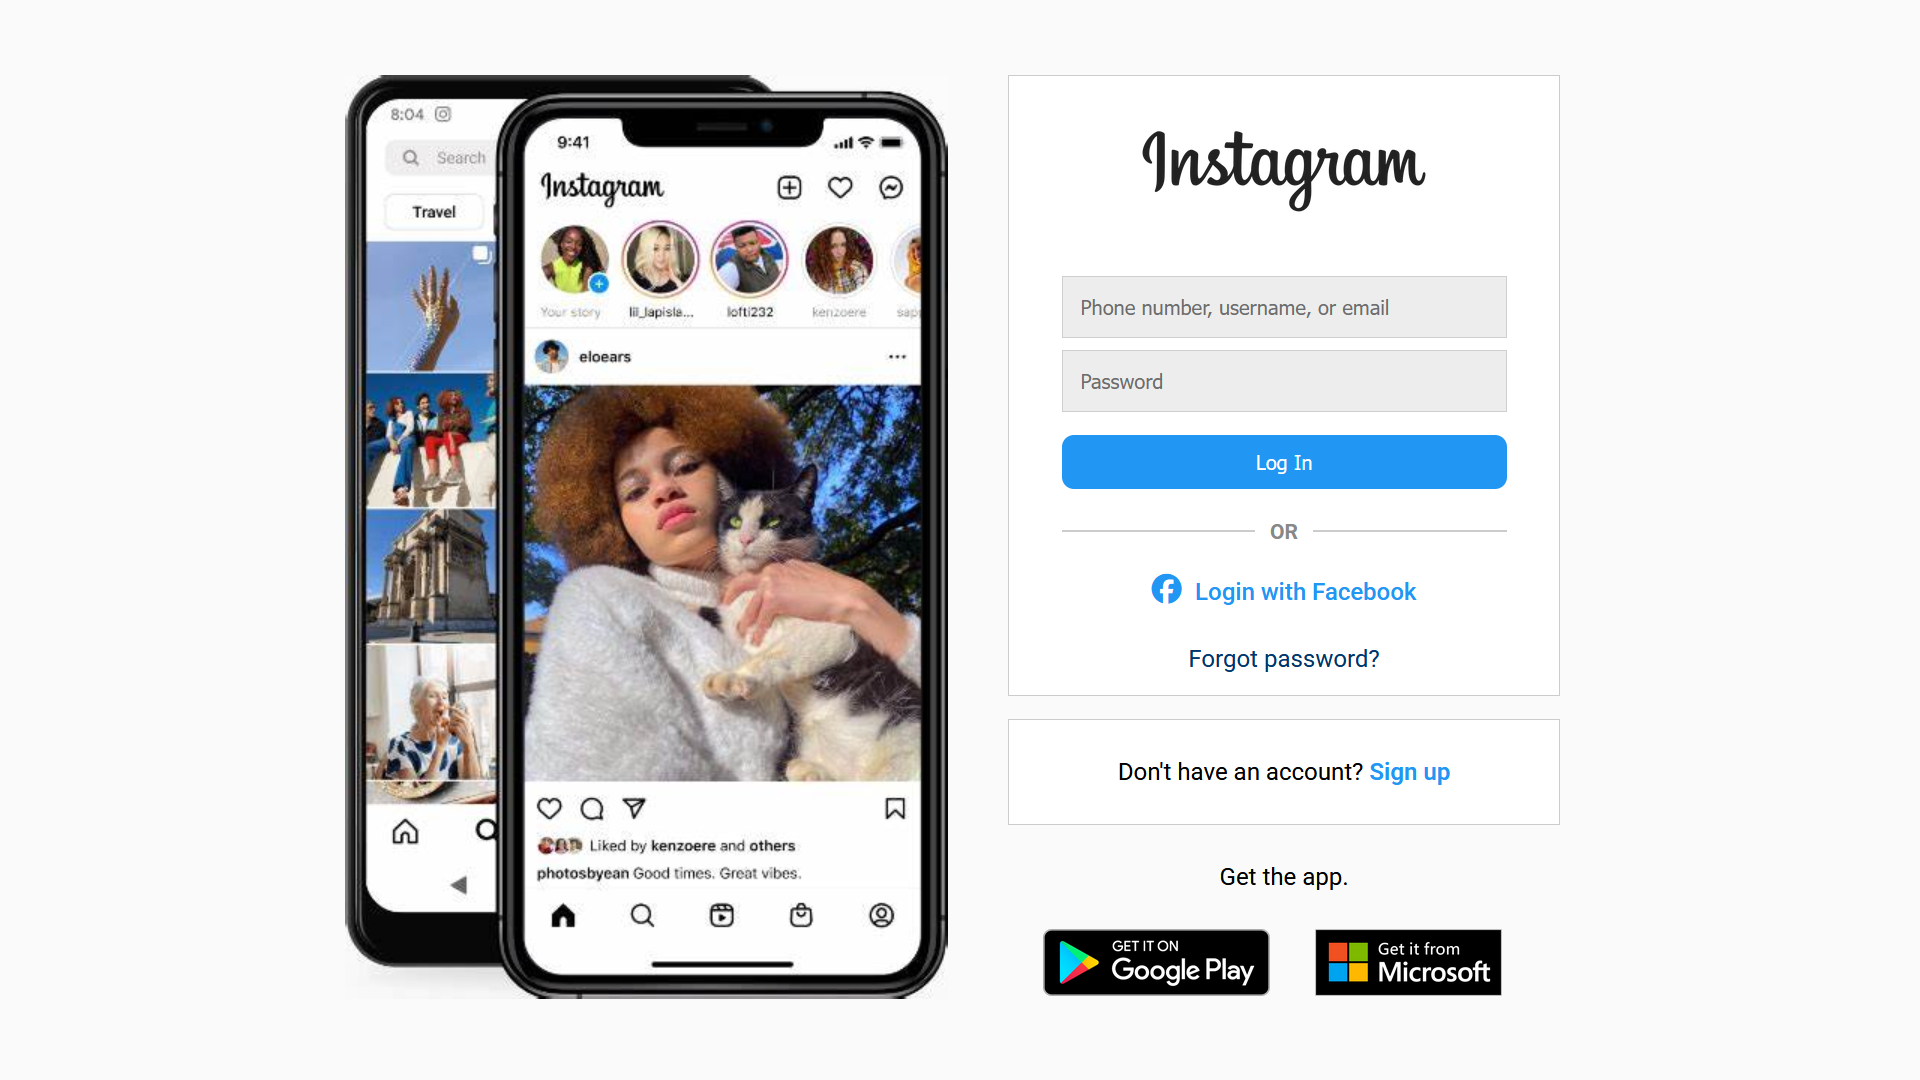 8:04
Search
Travel
9:41
Instagram
Your story
lil_lapisla...
lofti232
kenzoere
eloears
Liked by kenzoere and others
photosbyean Good times. Great vibes.
Instagram
Phone number, username, or email
Password
Log In
OR
Login with Facebook
Forgot password?
Don't have an account? Sign up
Get the app.
GET IT ON
Google Play
Get it from
Microsoft